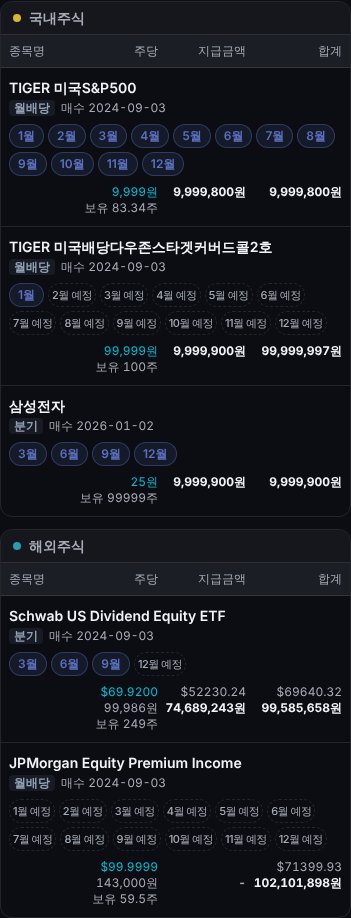 국내주식
종목명 주당 지급금액 합계
TIGER 미국S&P500
월배당 매수 2024-09-03
1월 2월 3월 4월 5월 6월 7월 8월
9월 10월 11월 12월
9,999원 9,999,800원 9,999,800원
보유 83.34주
TIGER 미국배당다우존스타겟커버드콜2호
월배당 매수 2024-09-03
1월 2월 예정 3월 예정 4월 예정 5월 예정 6월 예정
7월 예정 8월 예정 9월 예정 10월 예정 11월 예정 12월 예정
99,999원 9,999,900원 99,999,997원
보유 100주
삼성전자
분기 매수 2026-01-02
3월 6월 9월 12월
25원 9,999,900원 9,999,900원
보유 99999주
해외주식
종목명 주당 지급금액 합계
Schwab US Dividend Equity ETF
분기 매수 2024-09-03
3월 6월 9월 12월 예정
$69.9200 $52230.24 $69640.32
99,986원 74,689,243원 99,585,658원
보유 249주
JPMorgan Equity Premium Income
월배당 매수 2024-09-03
1월 예정 2월 예정 3월 예정 4월 예정 5월 예정 6월 예정
7월 예정 8월 예정 9월 예정 10월 예정 11월 예정 12월 예정
$99.9999 $71399.93
143,000원 - 102,101,898원
보유 59.5주